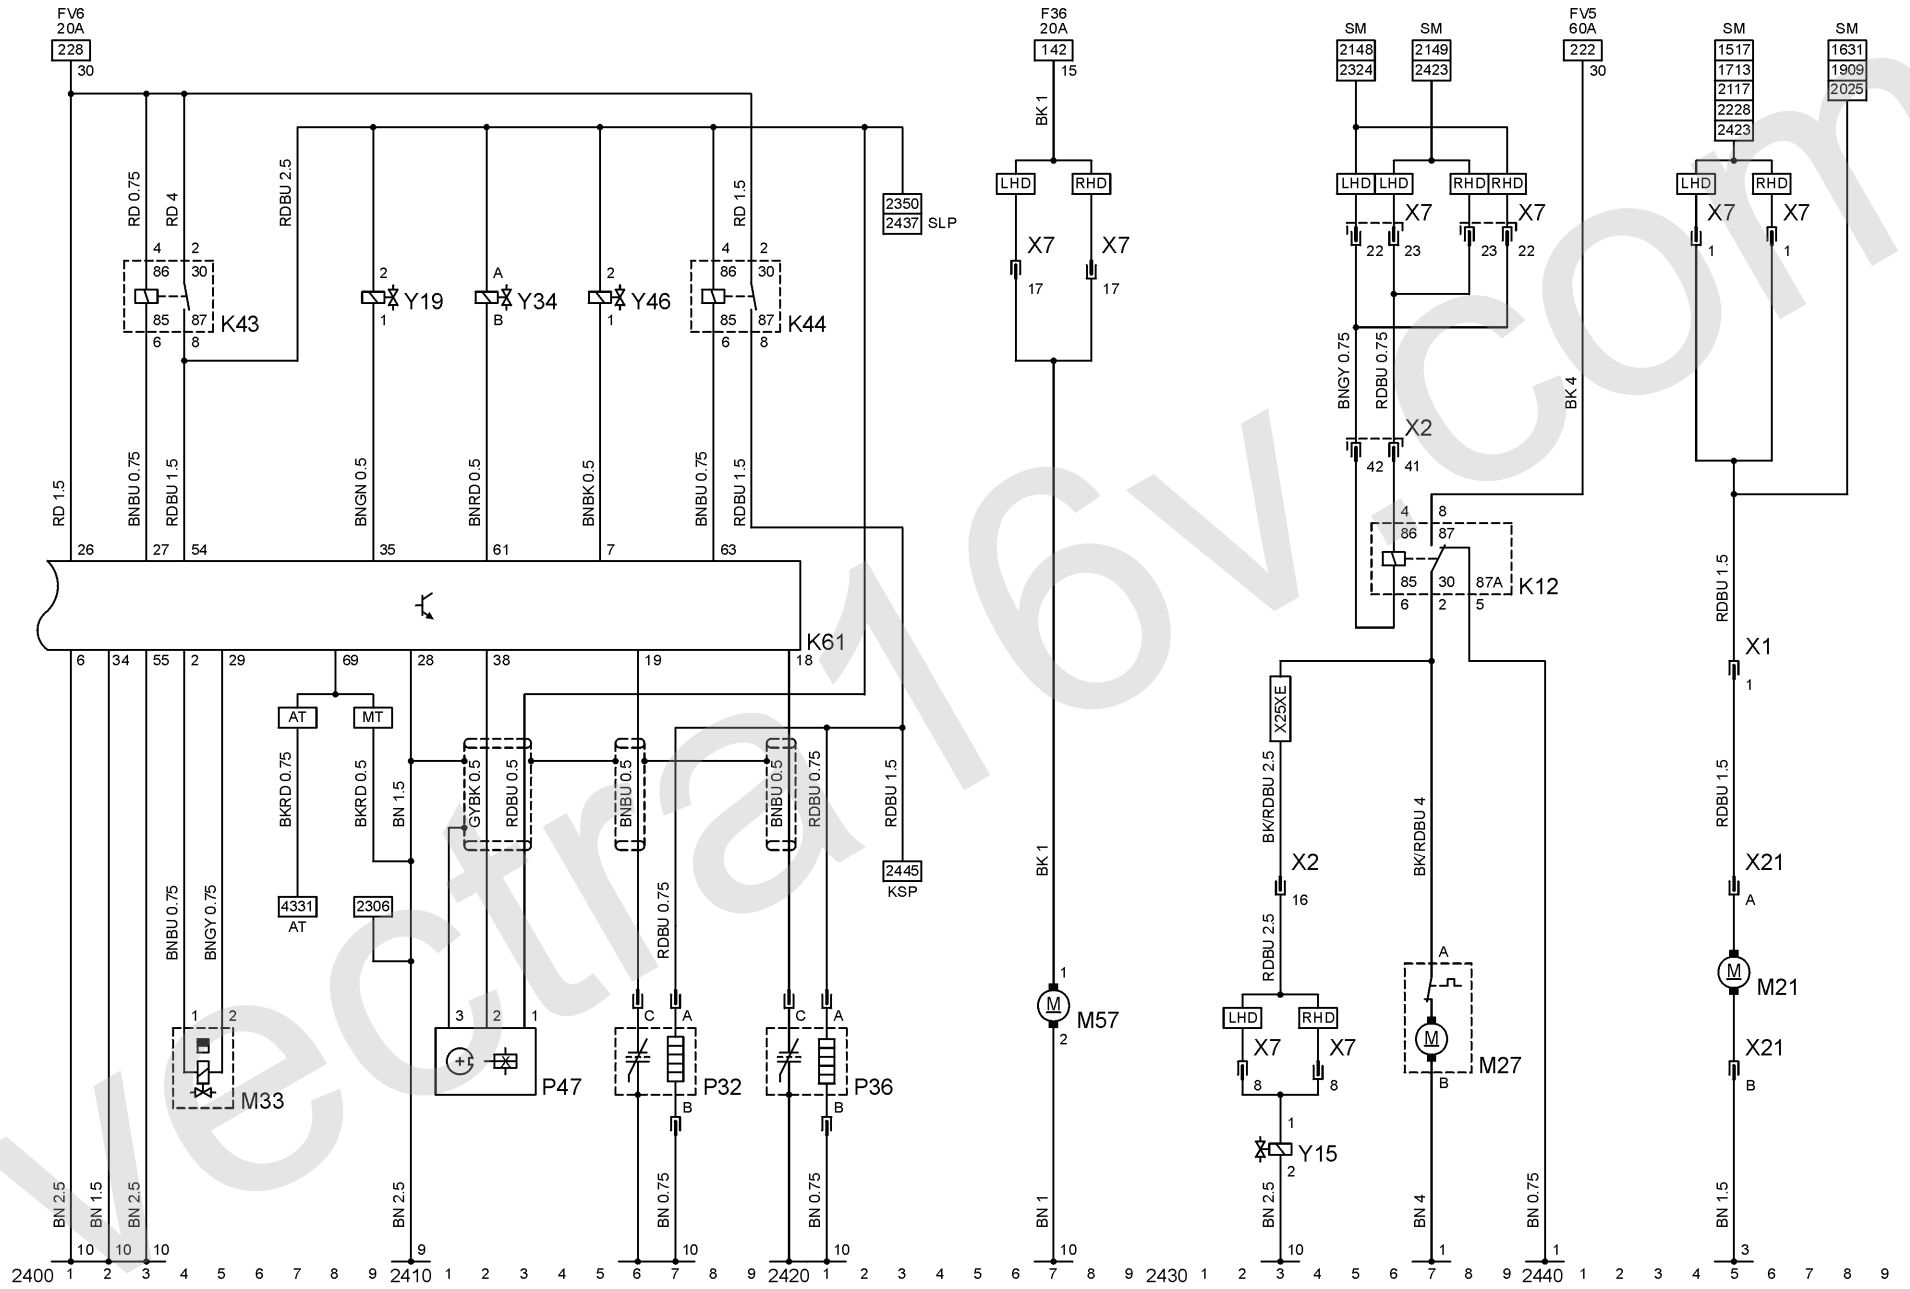 FV6
20A
228
30
F36
20A
142
15
SM
2148
2324
SM
2149
2423
FV5
60A
222
30
SM
1517
1713
2117
2228
2423
SM
1631
1909
2025
BK 1
RD 0.75
RD 4
RDBU 2.5
RD 1.5
2350
2437 SLP
LHD RHD
LHD LHD RHD RHD
LHD RHD
X7 X7
17 17
X7 X7
22 23 23 22
X7 X7
1 1
4 2
86 30
85 87
6 8
K43
2
Y19
1
A
Y34
B
2
Y46
1
4 2
86 30
85 87
6 8
K44
BNGY 0.75
RDBU 0.75
BK 4
X2
42 41
RD 1.5
BNBU 0.75
RDBU 1.5
BNGN 0.5
BNRD 0.5
BNBK 0.5
BNBU 0.75
RDBU 1.5
26 27 54 35 61 7 63
4 8
86 87
85 30 87A
6 2 5
K12
RDBU 1.5
K61
6 34 55 2 29 69 28 38 19 18
X1
1
AT MT
X25XE
BKRD 0.75
BKRD 0.5
BN 1.5
GYBK 0.5
RDBU 0.5
BNBU 0.5
BNBU 0.5
RDBU 0.75
RDBU 1.5
BK 1
BK/RDBU 2.5
BK/RDBU 4
RDBU 1.5
X2
16
X21
A
4331
AT
2306
2445
KSP
BNBU 0.75
BNGY 0.75
RDBU 0.75
RDBU 2.5
1 2
M33
3 2 1
P47
C A
P32
B
C A
P36
B
1
M
M57
2
LHD RHD
X7 X7
8 8
1
Y15
2
A
M
M27
B
M
M21
X21
B
BN 2.5
BN 1.5
BN 2.5
BN 2.5
BN 0.75
BN 0.75
BN 1
BN 2.5
BN 4
BN 0.75
BN 1.5
10 10 10 9 10 10 10 10 1 1 3
2400 1 2 3 4 5 6 7 8 9 2410 1 2 3 4 5 6 7 8 9 2420 1 2 3 4 5 6 7 8 9 2430 1 2 3 4 5 6 7 8 9 2440 1 2 3 4 5 6 7 8 9
vectra16v.com